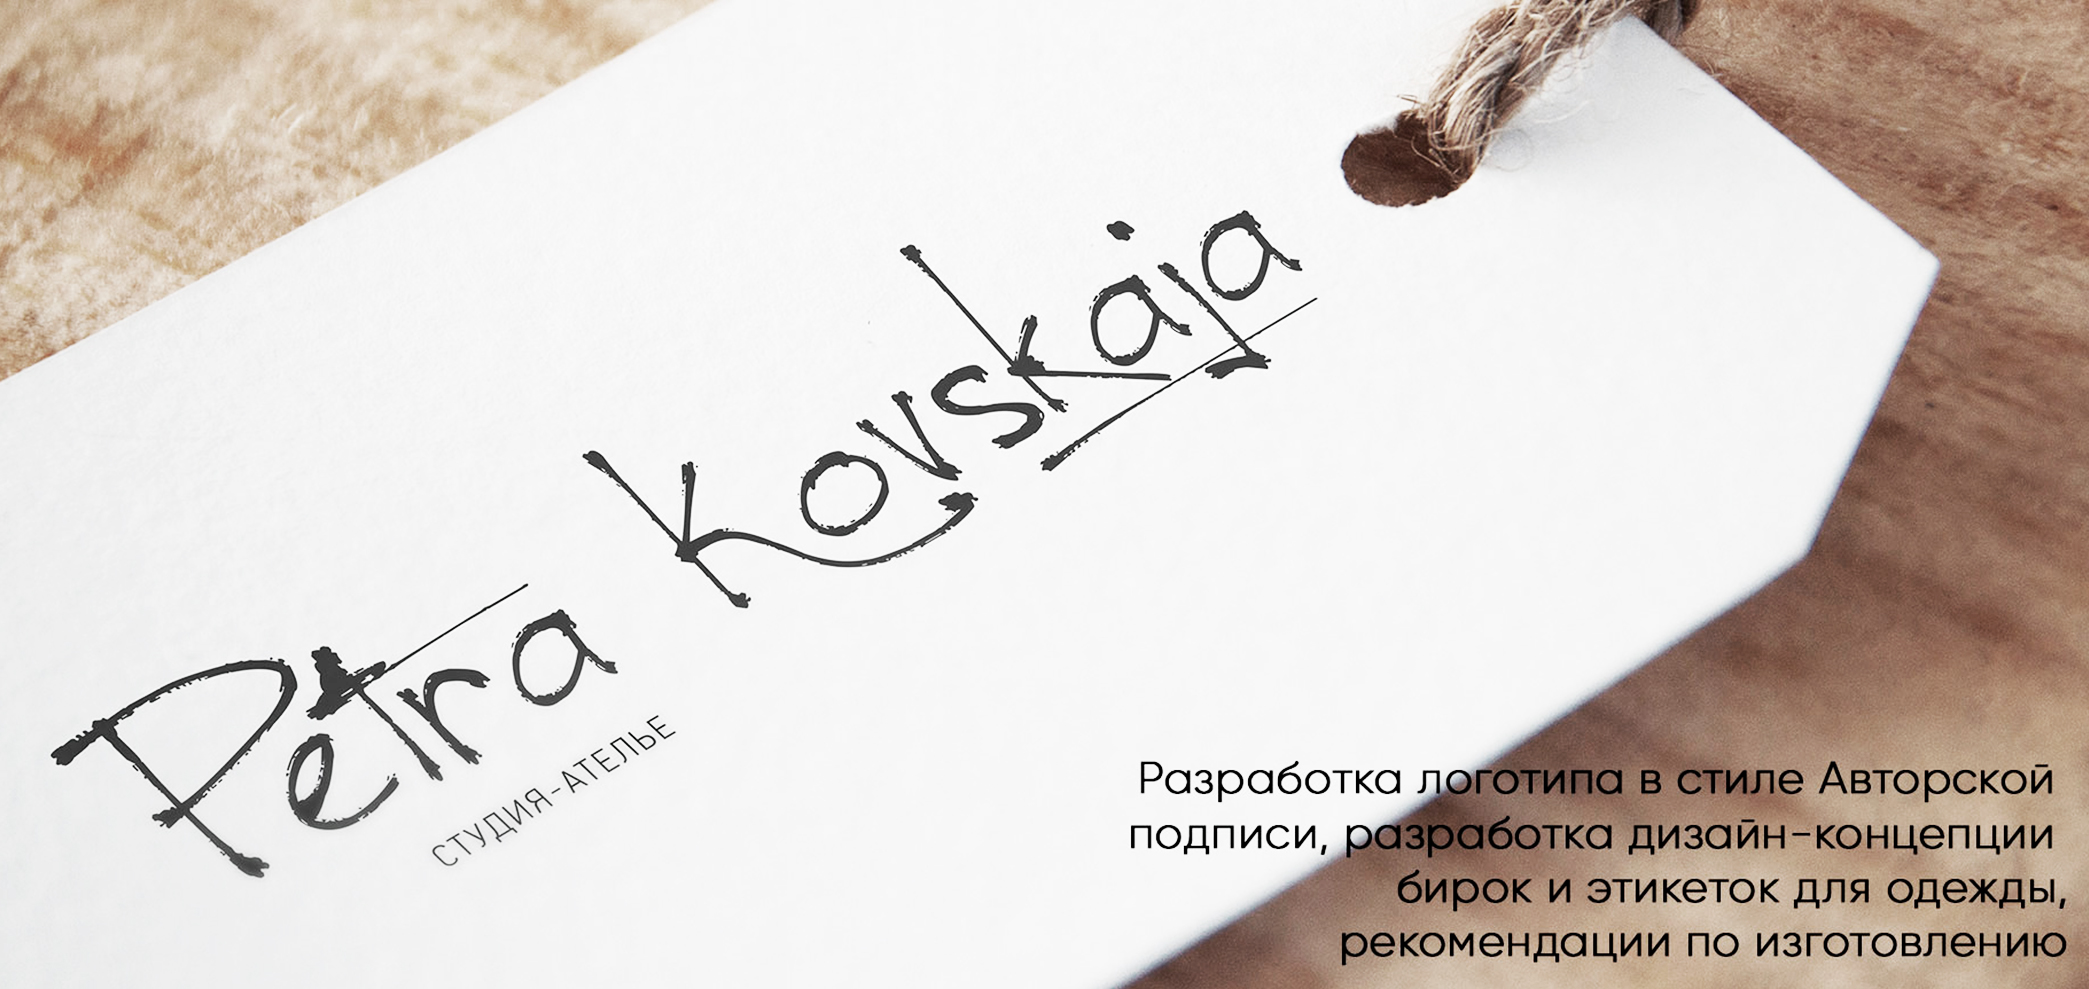 Petra Kovskaja
СТУДИЯ-АТЕЛЬЕ
Разработка логотипа в стиле Авторской
подписи, разработка дизайн-концепции
бирок и этикеток для одежды,
рекомендации по изготовлению